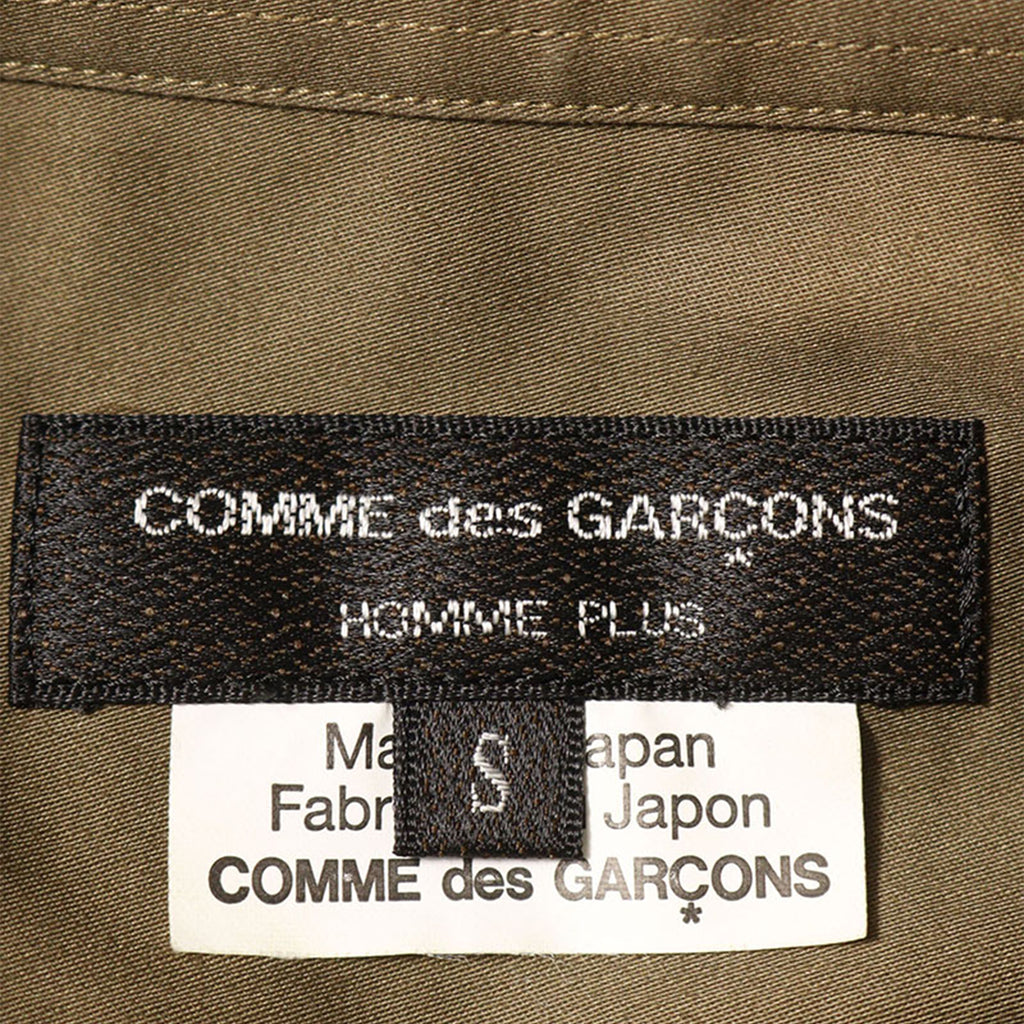 COMME des GARÇONS
*
HOMME PLUS
S
Ma apan
Fabr Japon
COMME des GARÇONS
*